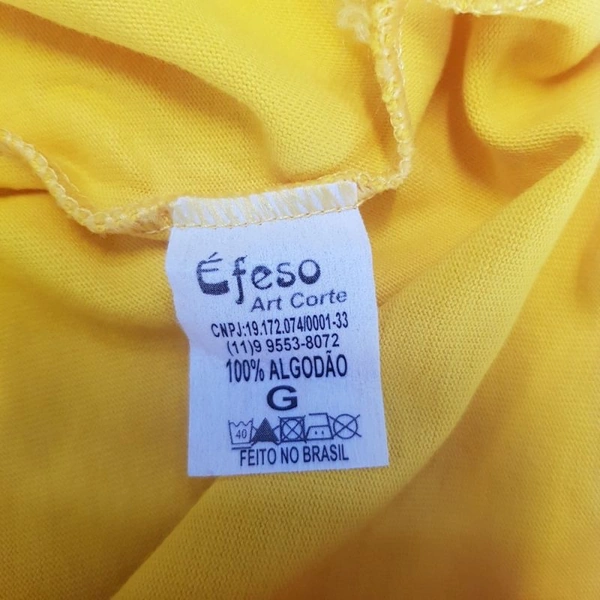 Éfeso
Art Corte
CNPJ:19.172.074/0001-33
(11)9 9553-8072
100% ALGODÃO
G
40
FEITO NO BRASIL